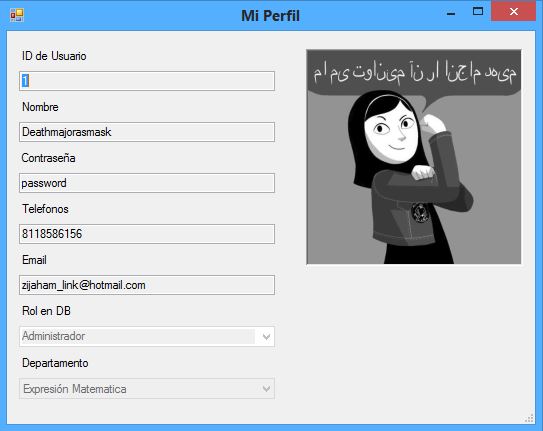 Mi Perfil
ID de Usuario
1
Nombre
Deathmajorasmask
Contraseña
password
Telefonos
8118586156
Email
zijaham_link@hotmail.com
Rol en DB
Administrador
Departamento
Expresión Matematica
ما می توانیم آن را انجام دهیم